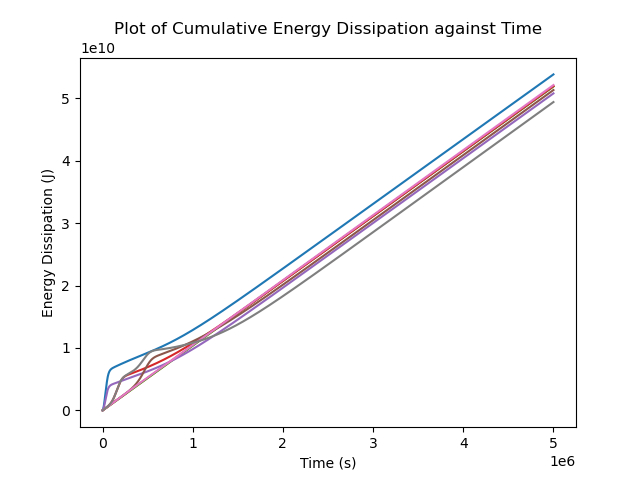 Plot of Cumulative Energy Dissipation against Time
1e10
5
4
3
2
1
0
Energy Dissipation (J)
0 1 2 3 4 5
Time (s)
1e6